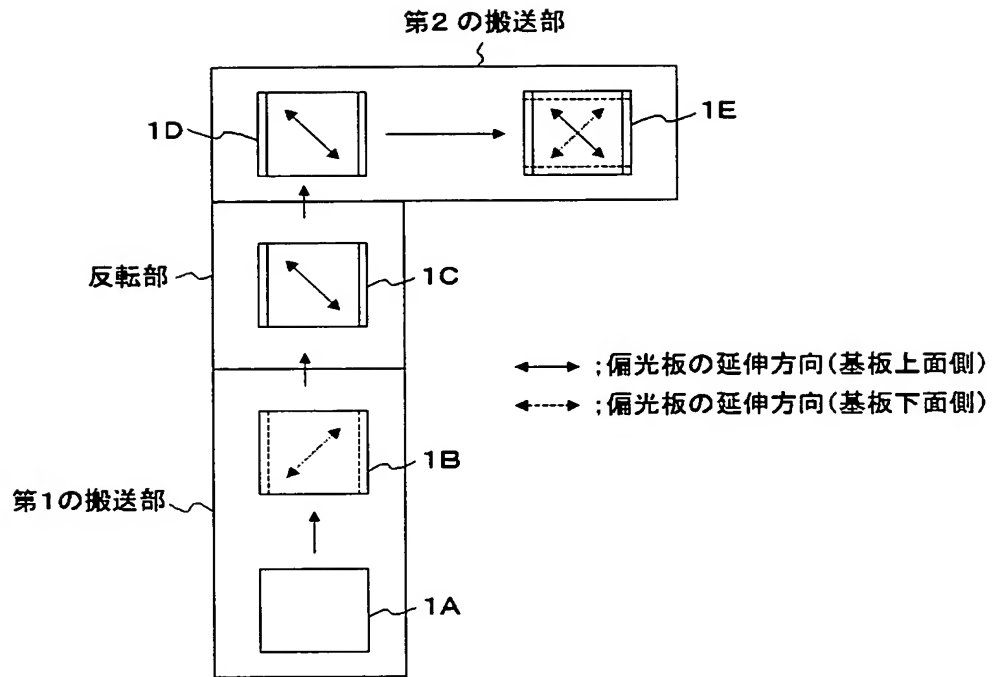 第2の搬送部
1D
1E
反転部
1C
;偏光板の延伸方向(基板上面側)
;偏光板の延伸方向(基板下面側)
1B
第1の搬送部
1A